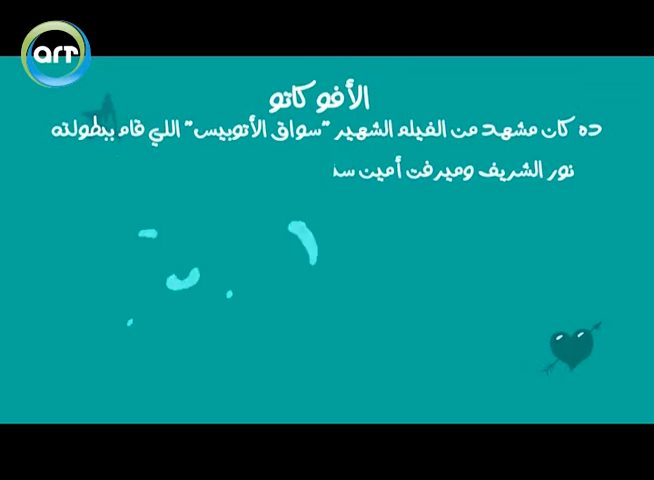 art
الأفوكاتو
ده كان مشهد من الفيلم الشهير "سواق الأتوبيس" اللي قام ببطولته
نور الشريف وميرفت أمين